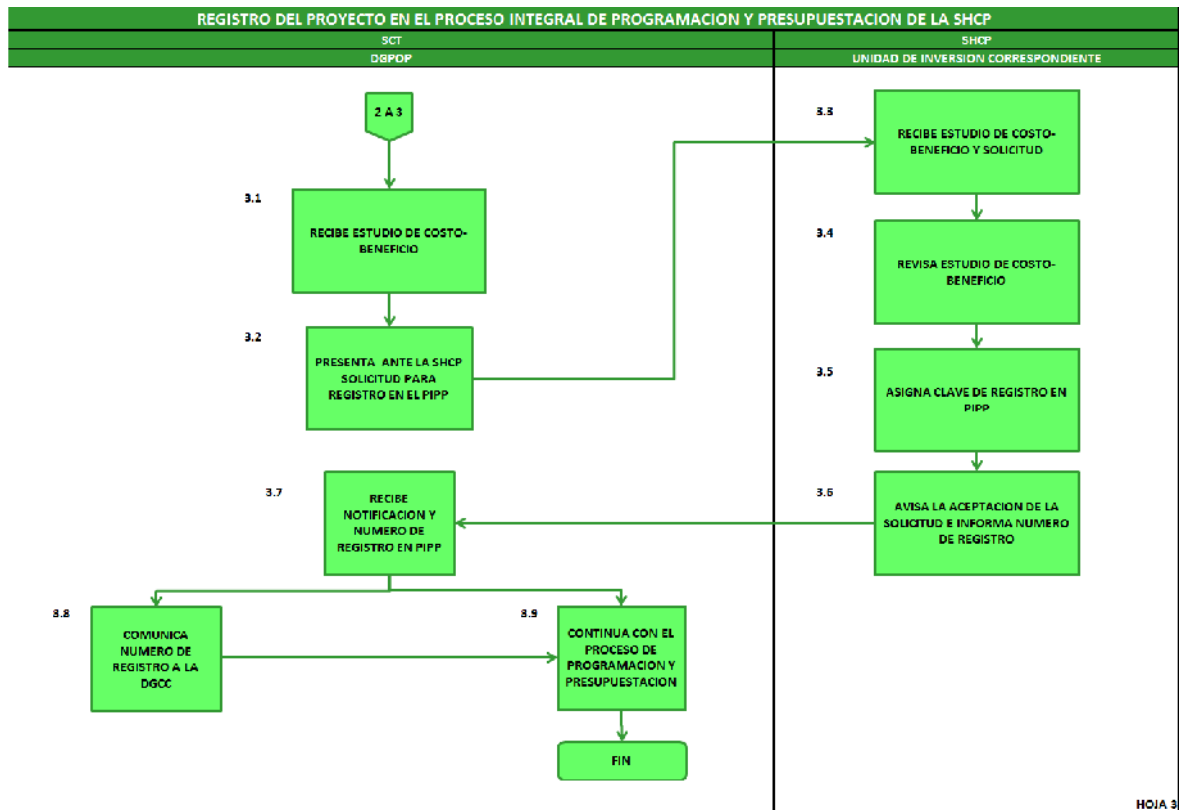 REGISTRO DEL PROYECTO EN EL PROCESO INTEGRAL DE PROGRAMACION Y PRESUPUESTACION DE LA SHCP
SCT
SHCP
DGPOP
UNIDAD DE INVERSION CORRESPONDIENTE
2 A 3
3.1
RECIBE ESTUDIO DE COSTO-
BENEFICIO
3.2
PRESENTA ANTE LA SHCP
SOLICITUD PARA
REGISTRO EN EL PIPP
3.3
RECIBE ESTUDIO DE COSTO-
BENEFICIO Y SOLICITUD
3.4
REVISA ESTUDIO DE COSTO-
BENEFICIO
3.5
ASIGNA CLAVE DE REGISTRO EN
PIPP
3.6
AVISA LA ACEPTACION DE LA
SOLICITUD E INFORMA NUMERO
DE REGISTRO
3.7
RECIBE
NOTIFICACION Y
NUMERO DE
REGISTRO EN PIPP
3.8
COMUNICA
NUMERO DE
REGISTRO A LA
DGCC
3.9
CONTINUA CON EL
PROCESO DE
PROGRAMACION Y
PRESUPUESTACION
FIN
HOJA 3